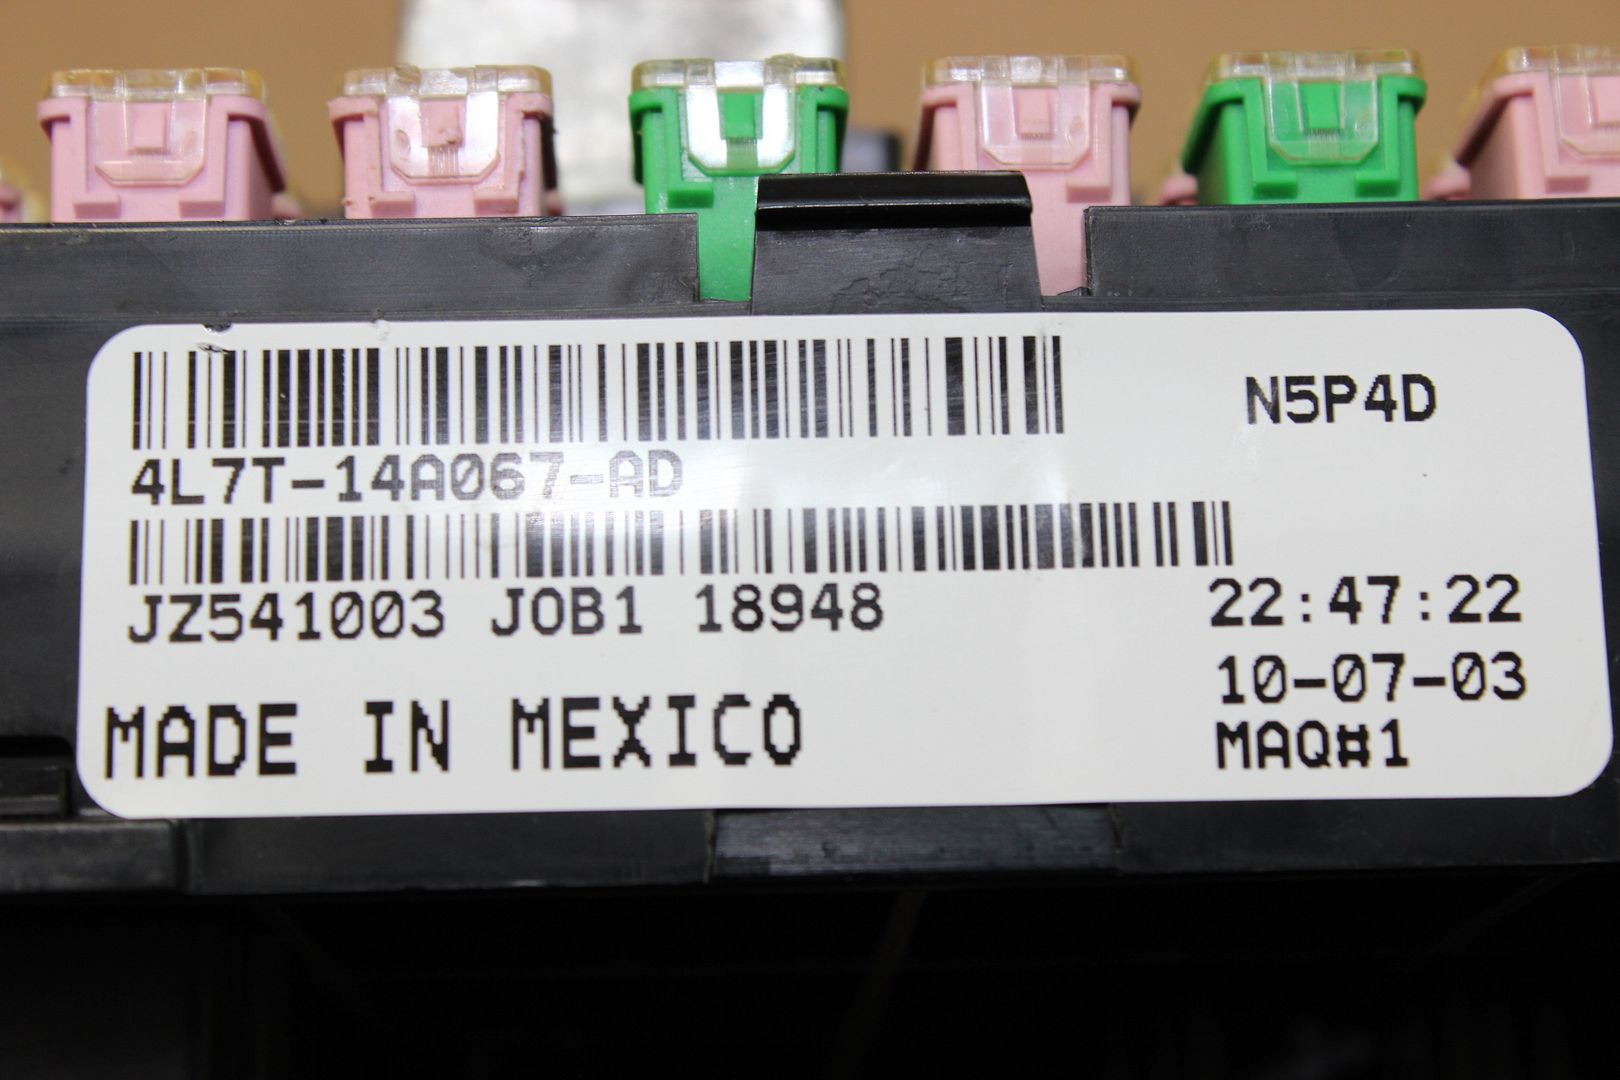 N5P4D
4L7T-14A067-AD
JZ541003 JOB1 18948
22:47:22
10-07-03
MADE IN MEXICO
MAQ#1